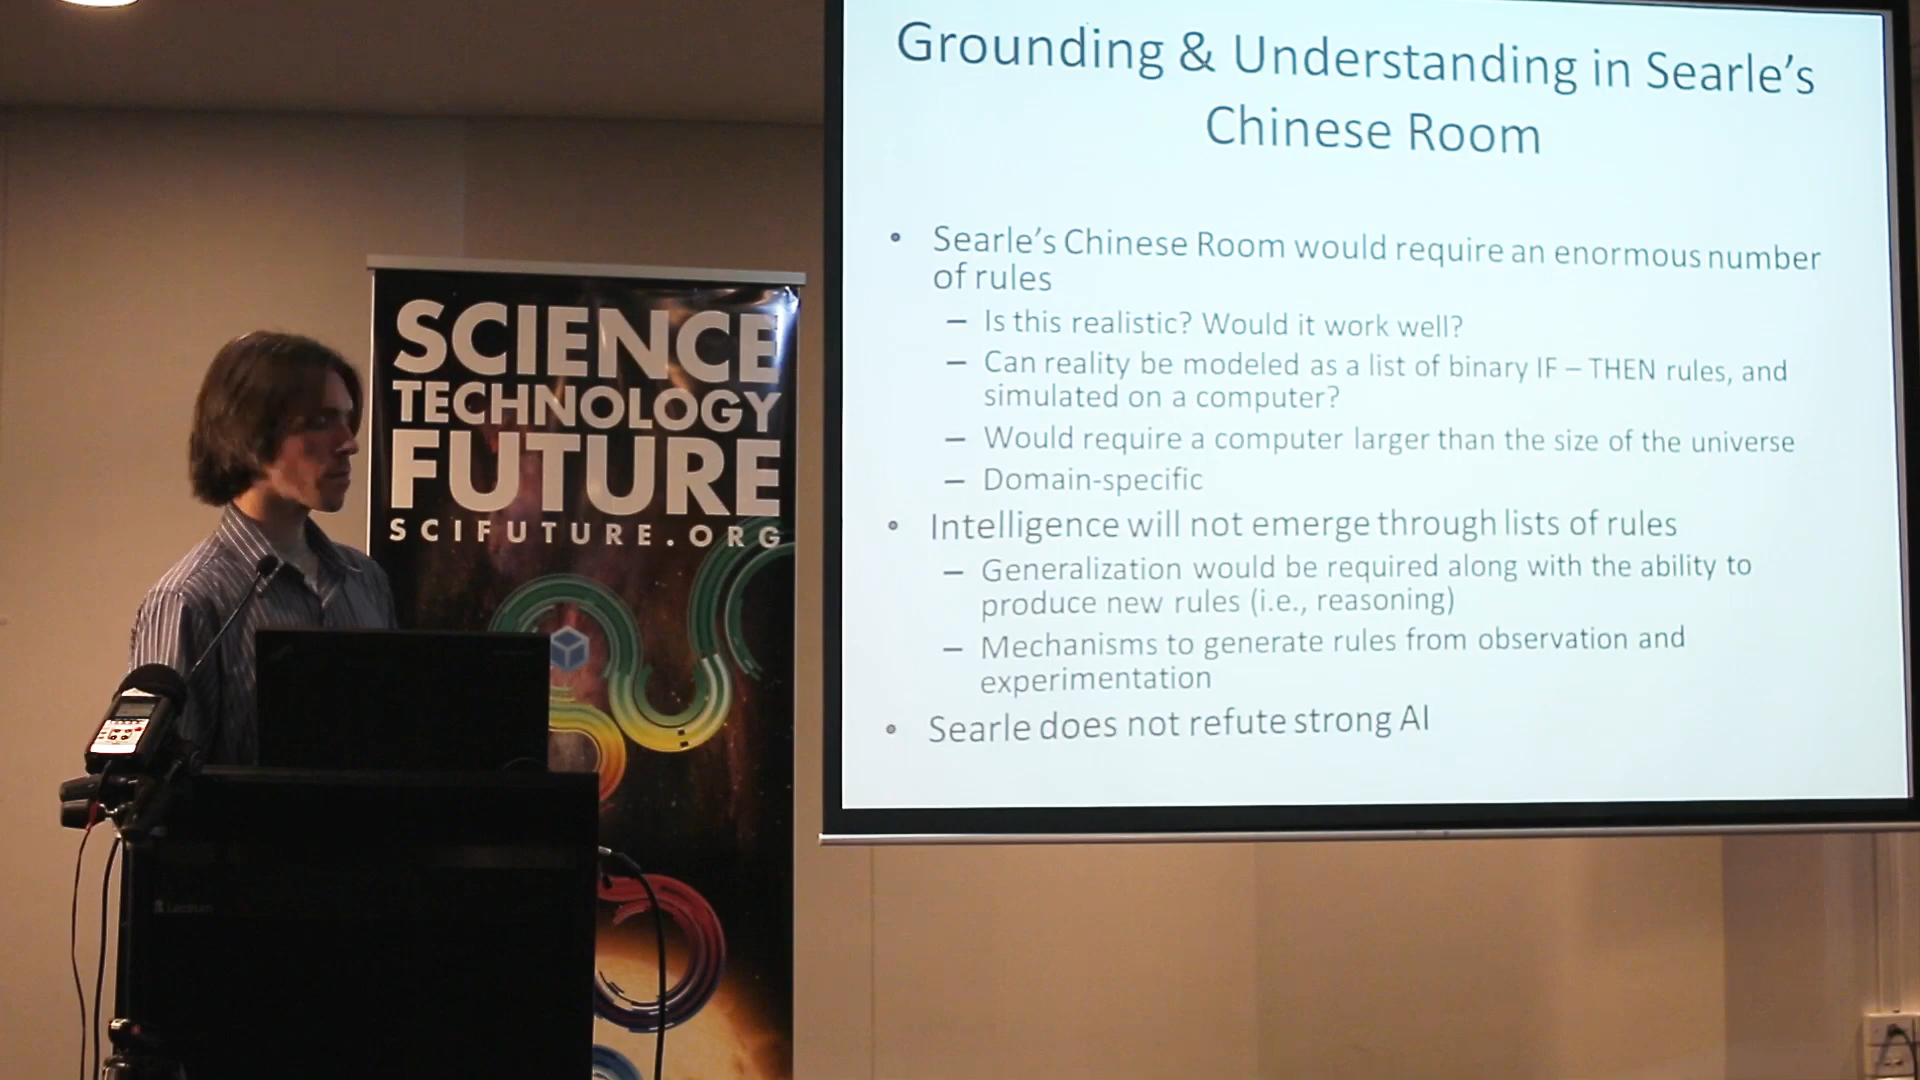 Grounding & Understanding in Searle's
Chinese Room
• Searle's Chinese Room would require an enormous number
of rules
– Is this realistic? Would it work well?
– Can reality be modeled as a list of binary IF – THEN rules, and
simulated on a computer?
– Would require a computer larger than the size of the universe
– Domain-specific
• Intelligence will not emerge through lists of rules
– Generalization would be required along with the ability to
produce new rules (i.e., reasoning)
– Mechanisms to generate rules from observation and
experimentation
• Searle does not refute strong AI
SCIENCE
TECHNOLOGY
FUTURE
SCIFUTURE.ORG